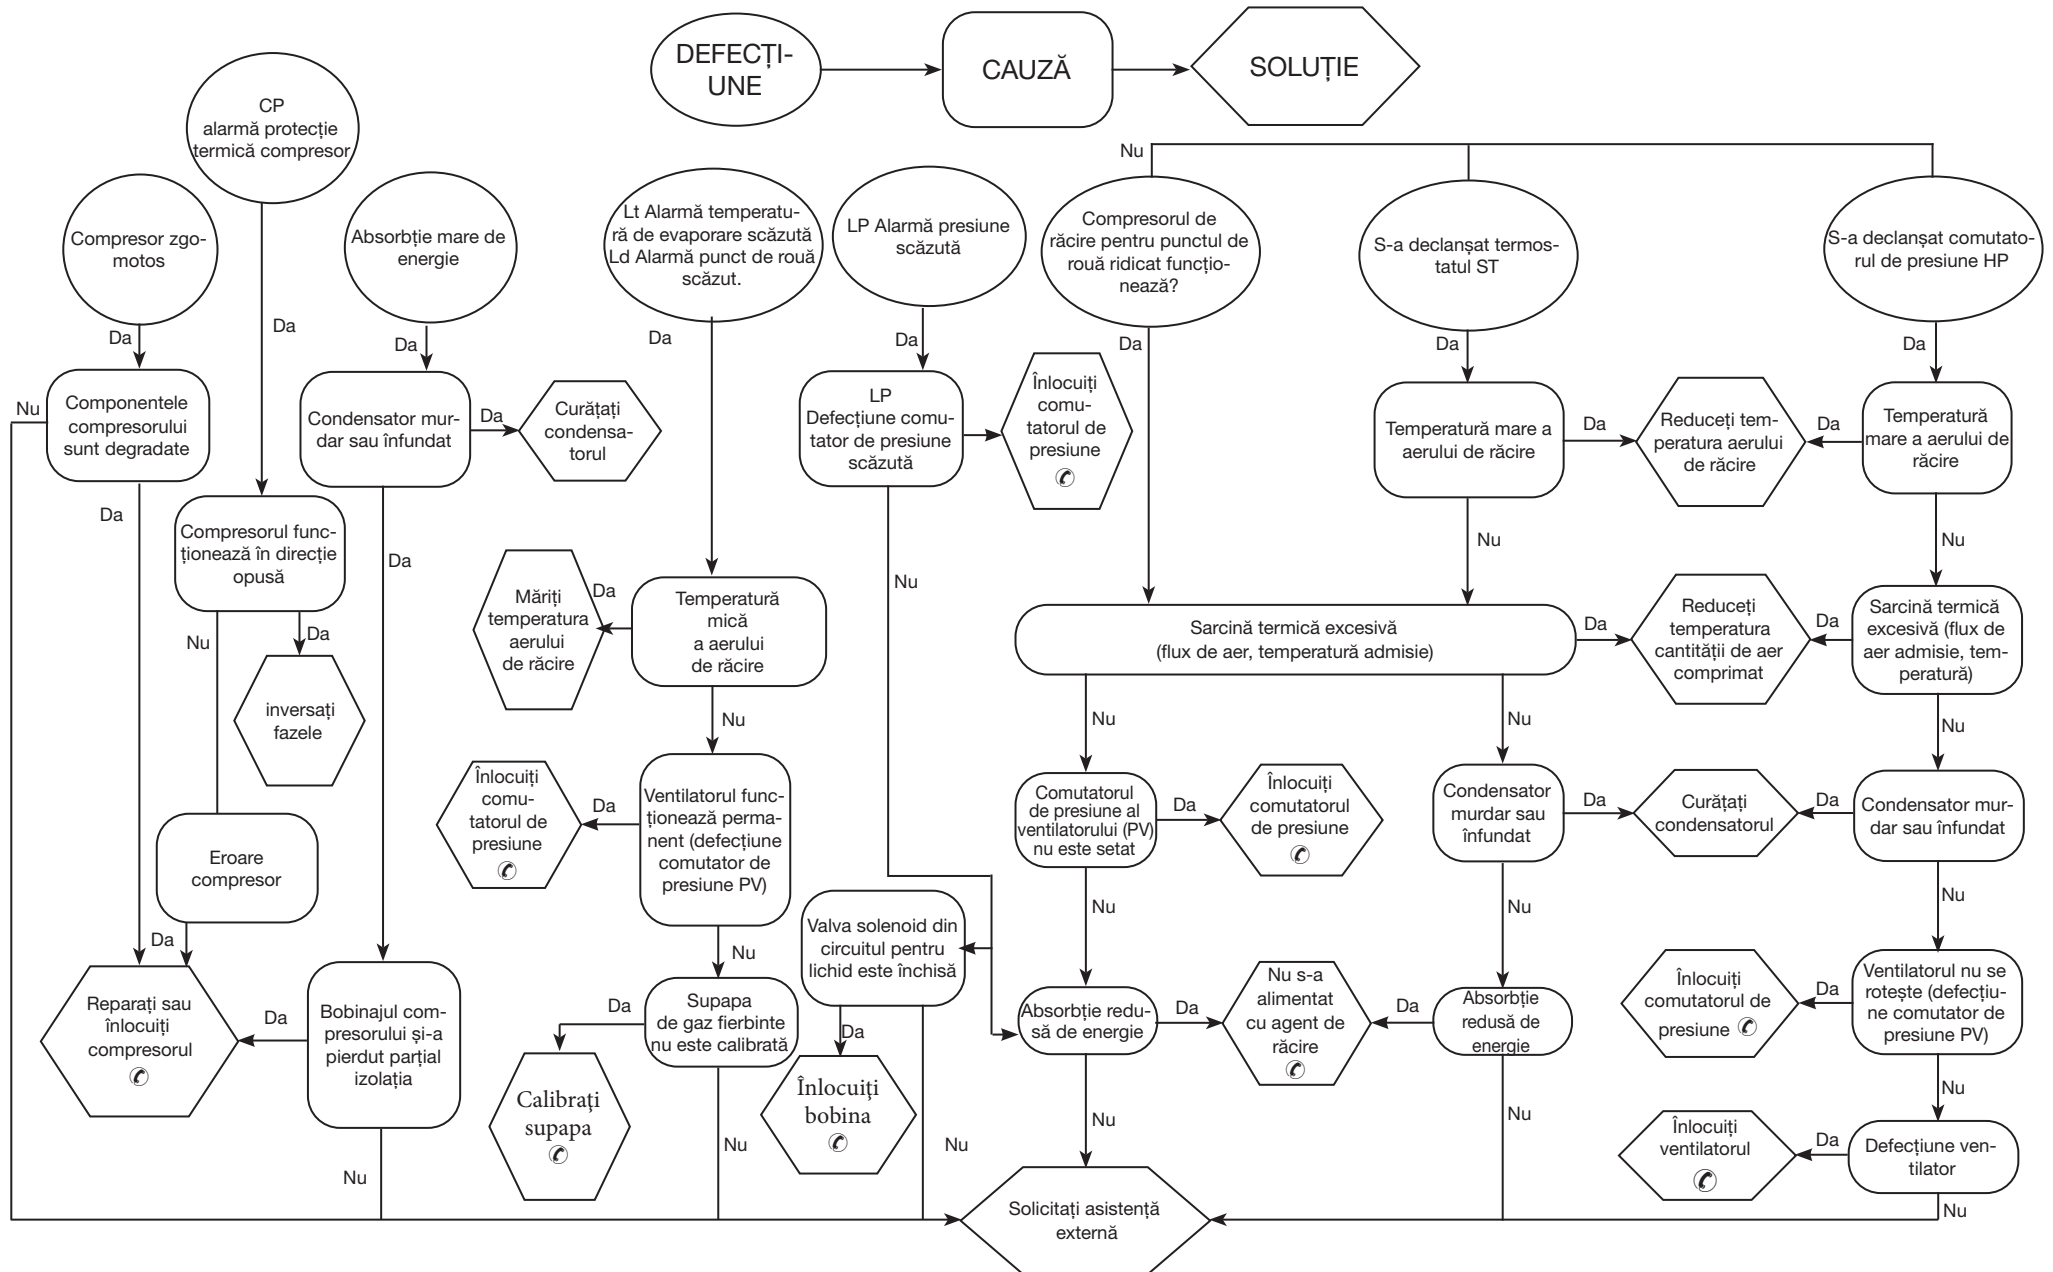 DEFECȚI-
UNE
CAUZĂ
SOLUȚIE
CP
alarmă protecție
termică compresor
Compresor zgo-
motos
Absorbție mare de
energie
Lt Alarmă temperatu-
ră de evaporare scăzută
Ld Alarmă punct de rouă
scăzut.
LP Alarmă presiune
scăzută
Nu
Compresorul de
răcire pentru punctul de
rouă ridicat funcțio-
nează?
S-a declanșat termos-
tatul ST
S-a declanșat comutato-
rul de presiune HP
Da
Da
Da
Da
Da
Da
Da
Da
Nu
Componentele
compresorului
sunt degradate
Condensator mur-
dar sau înfundat
Da
Curățați
condensa-
torul
LP
Defecțiune comu-
tator de presiune
scăzută
Înlocuiți
comu-
tatorul de
presiune
Temperatură mare a
aerului de răcire
Da
Reduceți tem-
peratura aerului
de răcire
Da
Temperatură
mare a aerului de
răcire
Da
Compresorul func-
ționează în direcție
opusă
Da
Nu
Nu
Nu
Nu
Da
inversați
fazele
Măriți
temperatura
aerului
de răcire
Da
Temperatură
mică
a aerului
de răcire
Sarcină termică excesivă
(flux de aer, temperatură admisie)
Da
Reduceți
temperatura
cantității de aer
comprimat
Da
Sarcină termică
excesivă (flux de
aer admisie, tem-
peratură)
Nu
Nu
Nu
Nu
Înlocuiți
comu-
tatorul de
presiune
Da
Ventilatorul func-
ționează perma-
nent (defecțiune
comutator de
presiune PV)
Comutatorul
de presiune al
ventilatorului (PV)
nu este setat
Da
Înlocuiți
comutatorul
de presiune
Condensator
murdar sau
înfundat
Da
Curățați
condensatorul
Da
Condensator mur-
dar sau înfundat
Eroare
compresor
Da
Nu
Valva solenoid din
circuitul pentru
lichid este închisă
Nu
Nu
Nu
Reparați sau
înlocuiți
compresorul
Da
Bobinajul com-
presorului și-a
pierdut parțial
izolația
Da
Supapa
de gaz fierbinte
nu este calibrată
Da
Absorbție redu-
să de energie
Da
Nu s-a
alimentat
cu agent de
răcire
Da
Absorbție
redusă de
energie
Înlocuiți
comutatorul de
presiune
Da
Ventilatorul nu se
rotește (defecțiu-
ne comutator de
presiune PV)
Calibrați
supapa
Înlocuiți
bobina
Nu
Nu
Nu
Nu
Nu
Nu
Înlocuiți
ventilatorul
Da
Defecțiune ven-
tilator
Solicitați asistență
externă
Nu